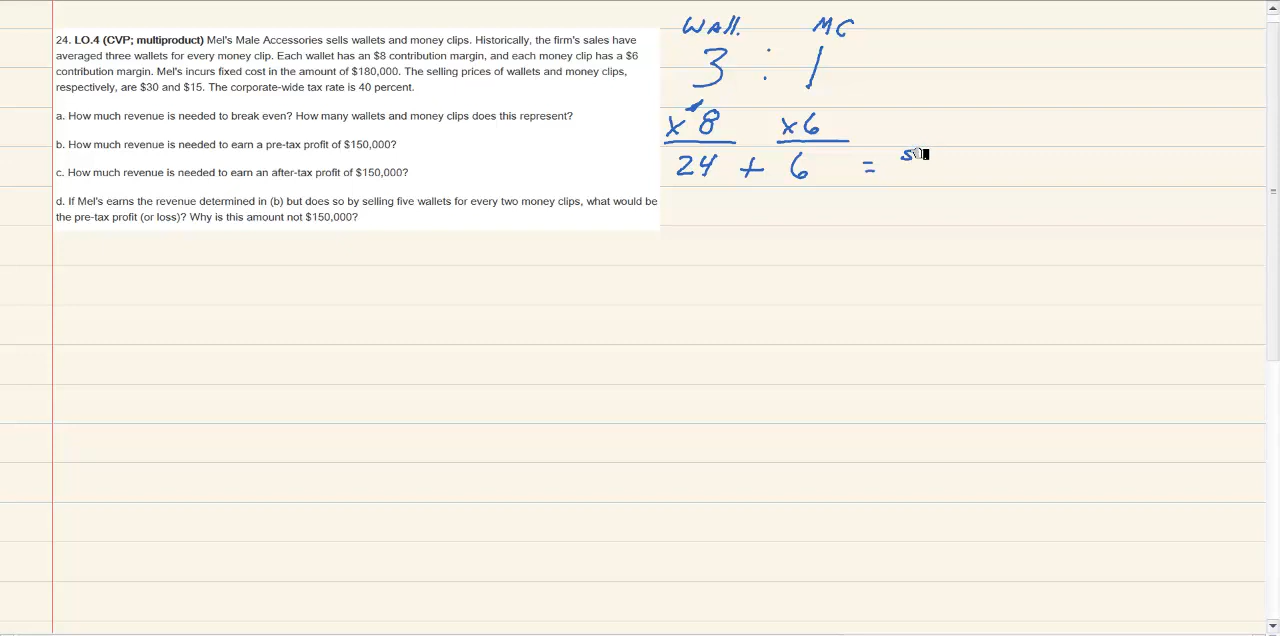 24. LO.4 (CVP; multiproduct) Mel's Male Accessories sells wallets and money clips. Historically, the firm's sales have
averaged three wallets for every money clip. Each wallet has an $8 contribution margin, and each money clip has a $6
contribution margin. Mel's incurs fixed cost in the amount of $180,000. The selling prices of wallets and money clips,
respectively, are $30 and $15. The corporate-wide tax rate is 40 percent.
a. How much revenue is needed to break even? How many wallets and money clips does this represent?
b. How much revenue is needed to earn a pre-tax profit of $150,000?
c. How much revenue is needed to earn an after-tax profit of $150,000?
d. If Mel's earns the revenue determined in (b) but does so by selling five wallets for every two money clips, what would be
the pre-tax profit (or loss)? Why is this amount not $150,000?
Wall. MC
3 : 1
x 8 x 6
24 + 6 =